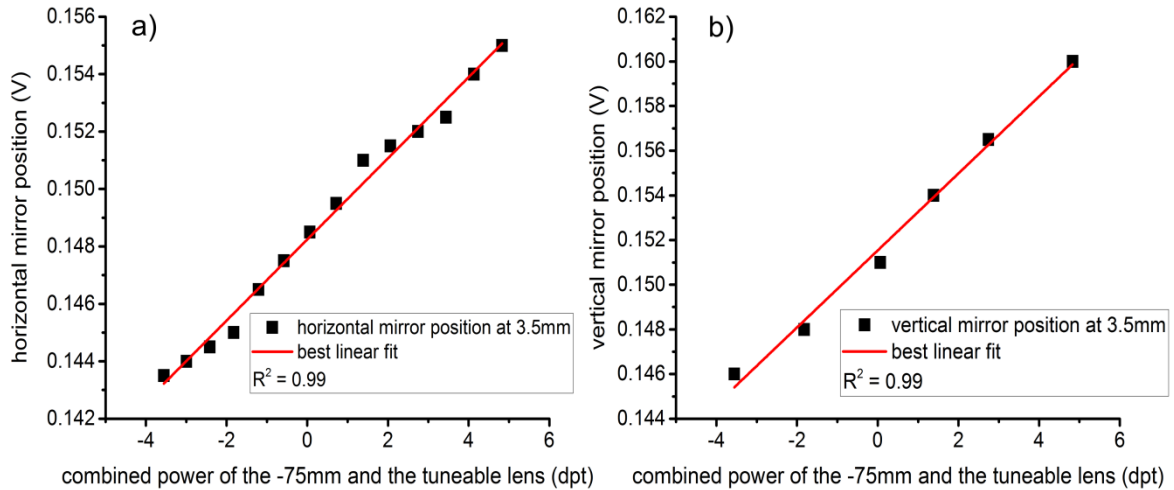 a)
horizontal mirror position (V)
0.156
0.154
0.152
0.150
0.148
0.146
0.144
0.142
horizontal mirror position at 3.5mm
best linear fit
R² = 0.99
-4 -2 0 2 4 6
combined power of the -75mm and the tuneable lens (dpt)
b)
vertical mirror position (V)
0.162
0.160
0.158
0.156
0.154
0.152
0.150
0.148
0.146
0.144
vertical mirror position at 3.5mm
best linear fit
R² = 0.99
-4 -2 0 2 4 6
combined power of the -75mm and the tuneable lens (dpt)